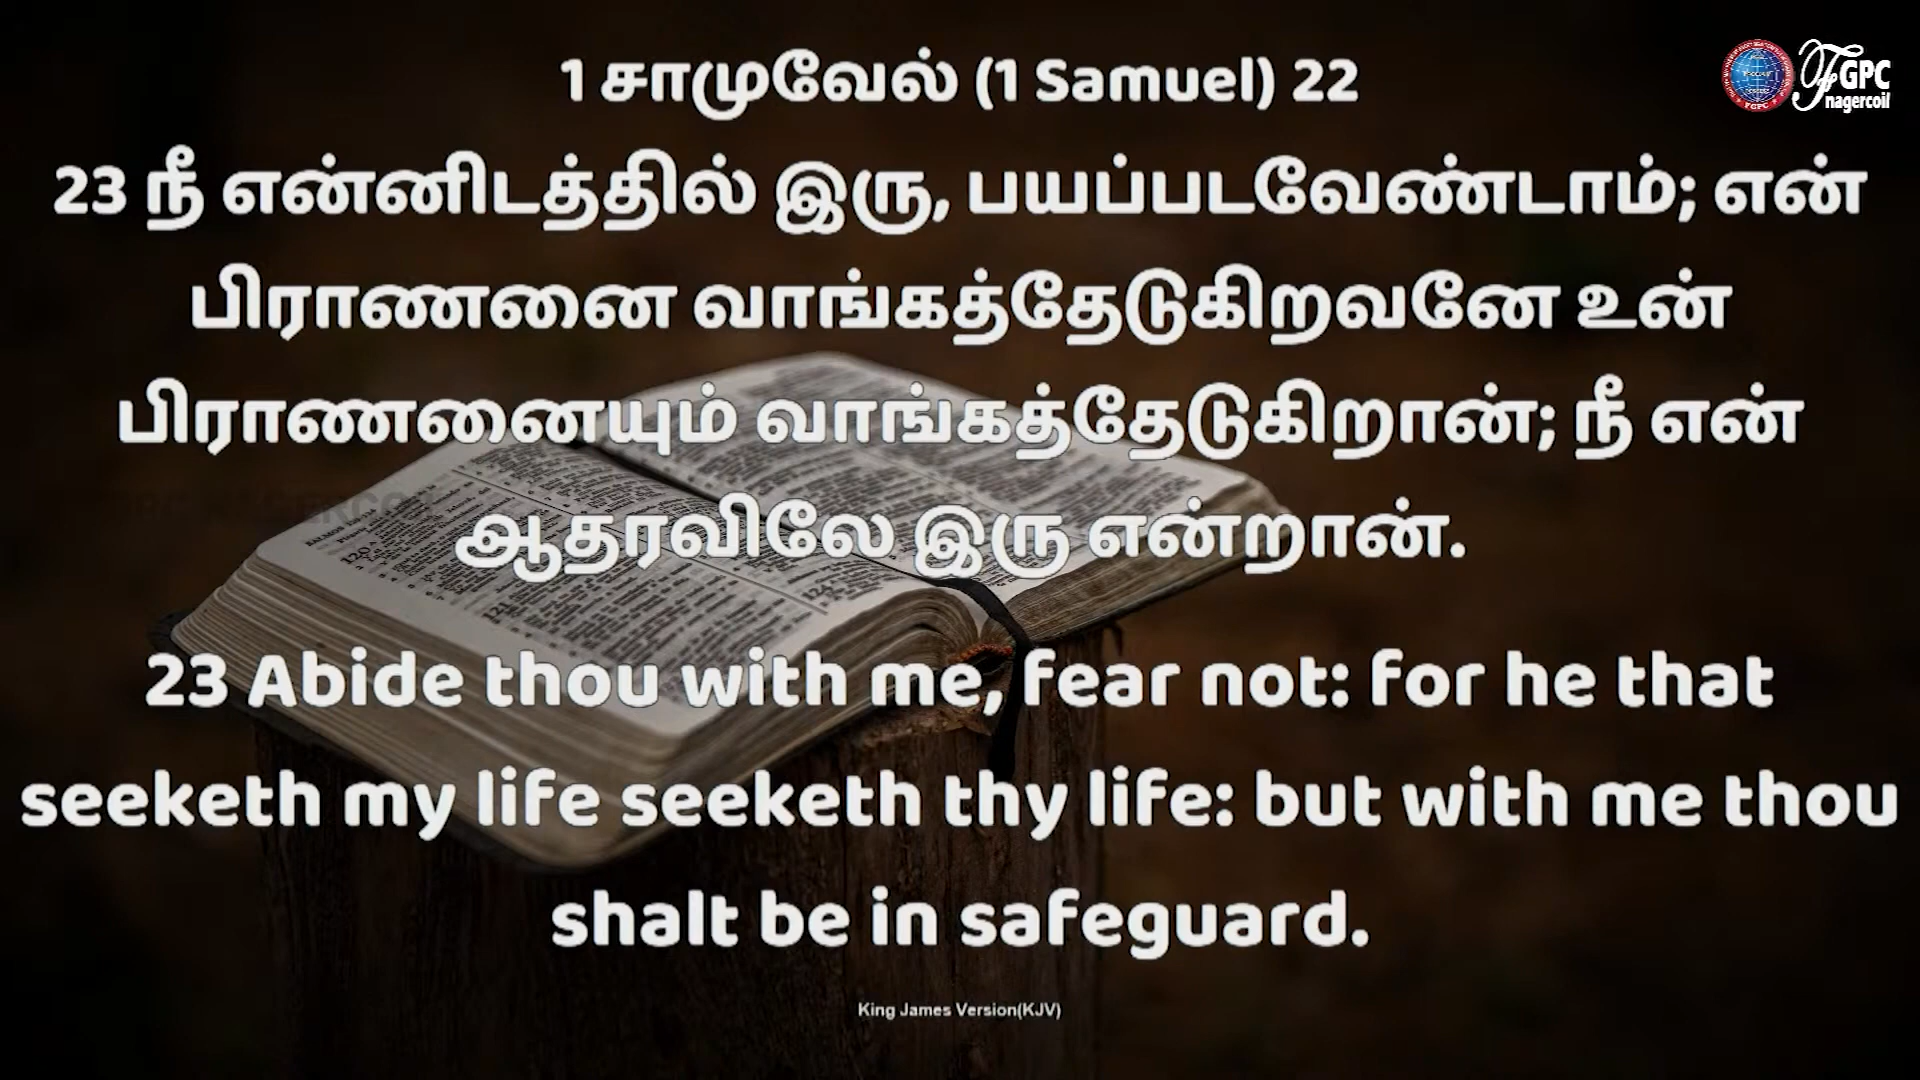 1 சாமுவேல் (1 Samuel) 22
FGPC
nagercoil
23 நீ என்னிடத்தில் இரு, பயப்படவேண்டாம்; என்
பிராணனை வாங்கத்தேடுகிறவனே உன்
பிராணனையும் வாங்கத்தேடுகிறான்; நீ என்
ஆதரவிலே இரு என்றான்.
23 Abide thou with me, fear not: for he that
seeketh my life seeketh thy life: but with me thou
shalt be in safeguard.
King James Version(KJV)